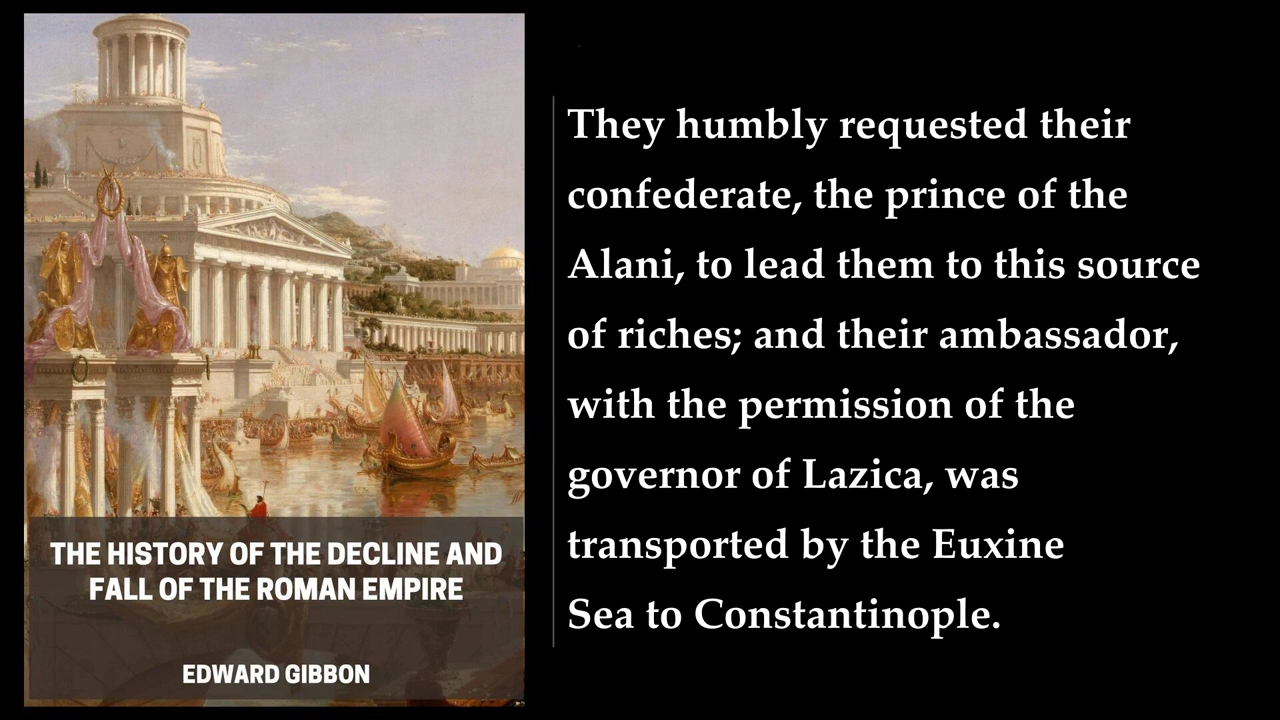 THE HISTORY OF THE DECLINE AND
FALL OF THE ROMAN EMPIRE
EDWARD GIBBON
They humbly requested their
confederate, the prince of the
Alani, to lead them to this source
of riches; and their ambassador,
with the permission of the
governor of Lazica, was
transported by the Euxine
Sea to Constantinople.